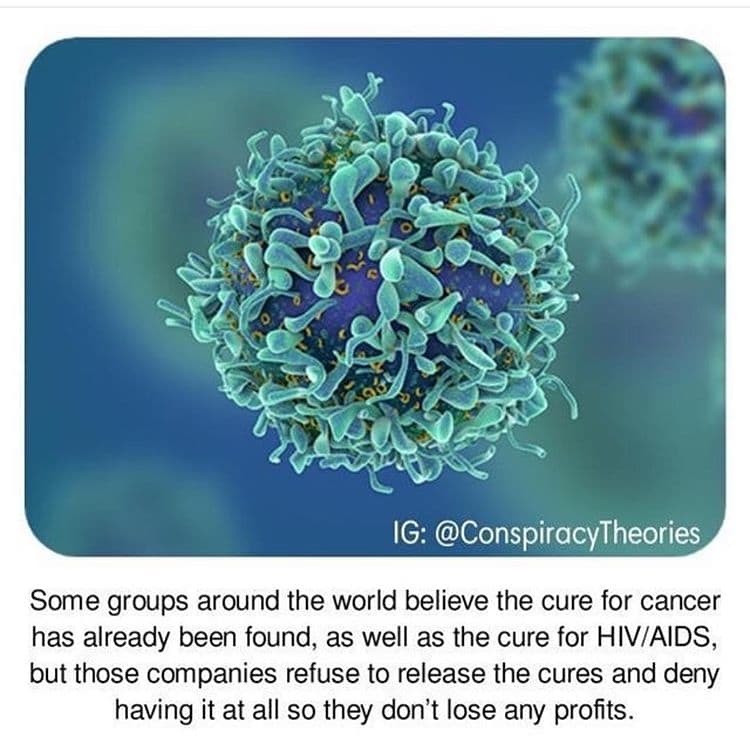 IG: @ConspiracyTheories
Some groups around the world believe the cure for cancer
has already been found, as well as the cure for HIV/AIDS,
but those companies refuse to release the cures and deny
having it at all so they don’t lose any profits.